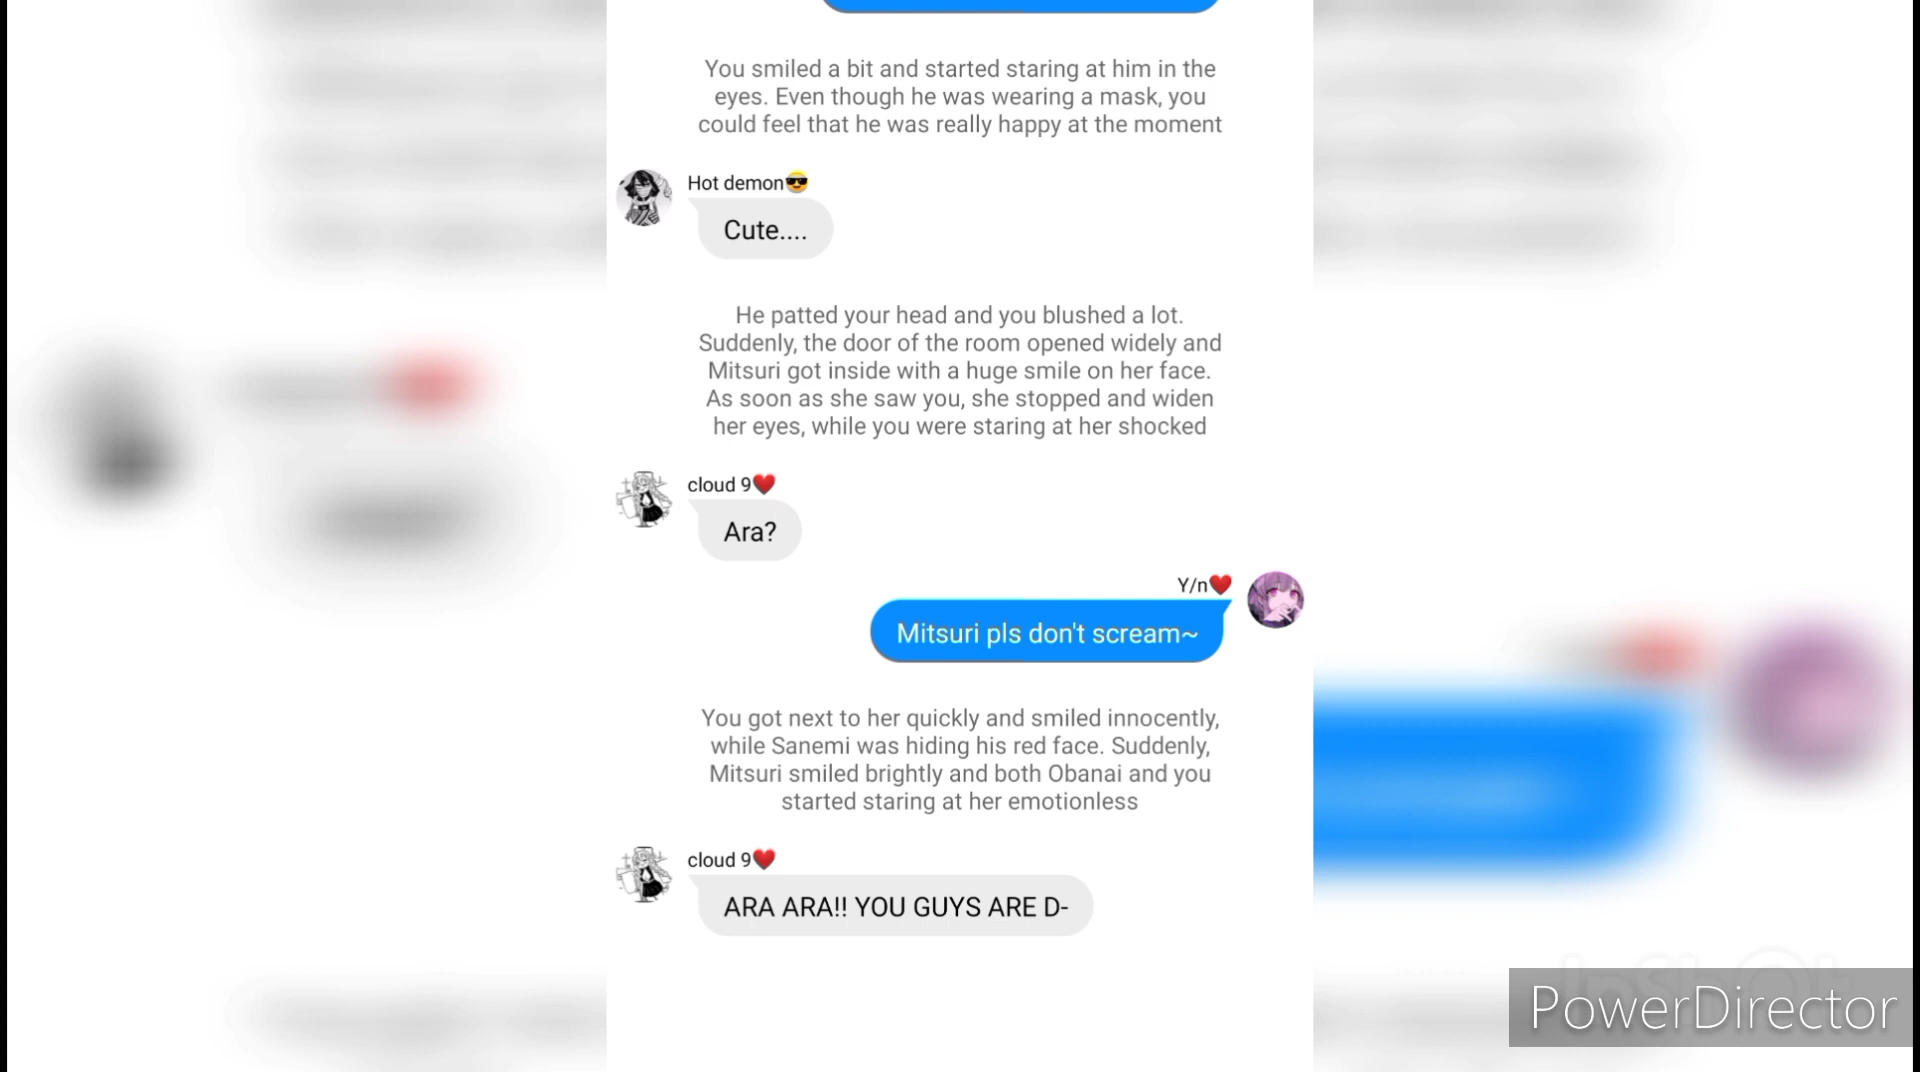 You smiled a bit and started staring at him in the
eyes. Even though he was wearing a mask, you
could feel that he was really happy at the moment
Hot demon😎
Cute....
He patted your head and you blushed a lot.
Suddenly, the door of the room opened widely and
Mitsuri got inside with a huge smile on her face.
As soon as she saw you, she stopped and widen
her eyes, while you were staring at her shocked
cloud 9❤️
Ara?
Y/n❤️
Mitsuri pls don't scream~
You got next to her quickly and smiled innocently,
while Sanemi was hiding his red face. Suddenly,
Mitsuri smiled brightly and both Obanai and you
started staring at her emotionless
cloud 9❤️
ARA ARA!! YOU GUYS ARE D-
InShOt
PowerDirector